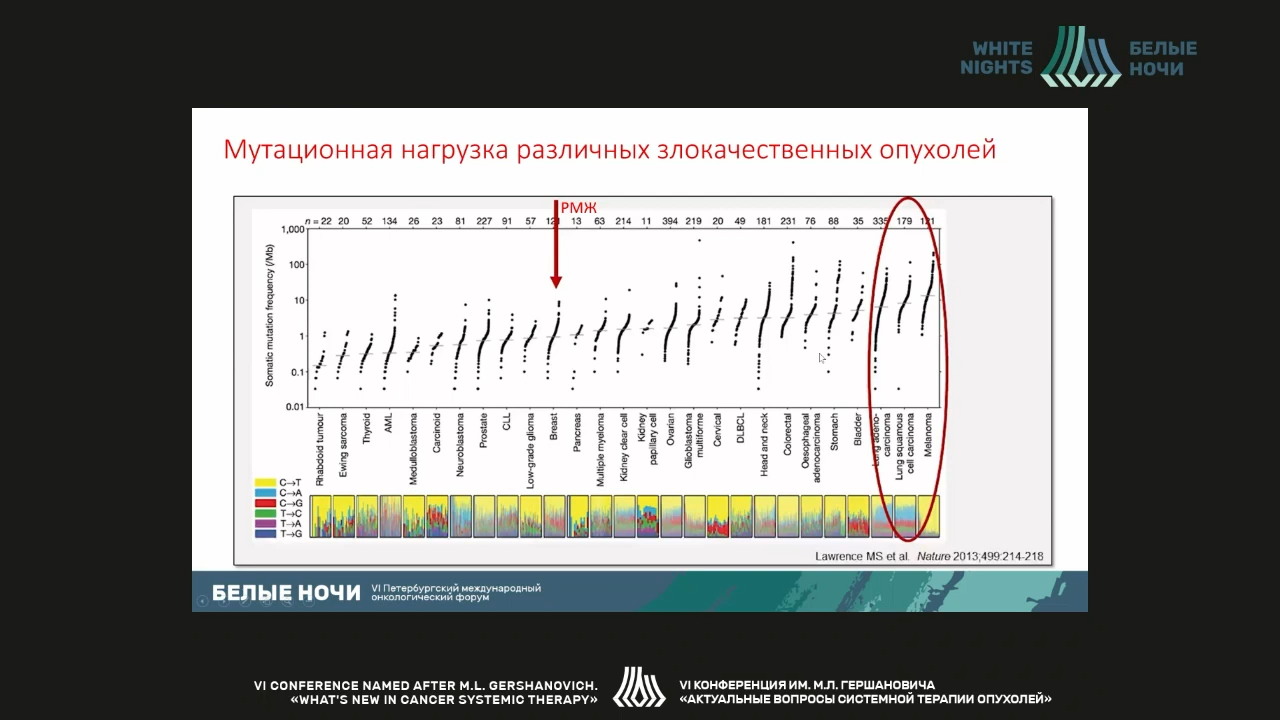 WHITE
NIGHTS
БЕЛЫЕ
НОЧИ
Мутационная нагрузка различных злокачественных опухолей
РМЖ
n = 22 20 52 134 26 23 81 227 91 57 121 13 63 214 11 394 219 20 49 181 231 76 88 35 335 179 121
Somatic mutation frequency (/Mb)
1,000
100
10
1
0.1
0.01
Rhabdoid tumour
Ewing sarcoma
Thyroid
AML
Medulloblastoma
Carcinoid
Neuroblastoma
Prostate
CLL
Low-grade glioma
Breast
Pancreas
Multiple myeloma
Kidney clear cell
Kidney
papillary cell
Ovarian
Glioblastoma
multiforme
Cervical
DLBCL
Head and neck
Colorectal
Oesophageal
adenocarcinoma
Stomach
Bladder
Lung adeno-
carcinoma
Lung squamous
cell carcinoma
Melanoma
C→T
C→A
C→G
T→C
T→A
T→G
Lawrence MS et al. Nature 2013;499:214-218
БЕЛЫЕ НОЧИ
VI Петербургский международный
онкологический форум
VI CONFERENCE NAMED AFTER M.L. GERSHANOVICH.
«WHAT'S NEW IN CANCER SYSTEMIC THERAPY»
VI КОНФЕРЕНЦИЯ ИМ. М.Л. ГЕРШАНОВИЧА
«АКТУАЛЬНЫЕ ВОПРОСЫ СИСТЕМНОЙ ТЕРАПИИ ОПУХОЛЕЙ»